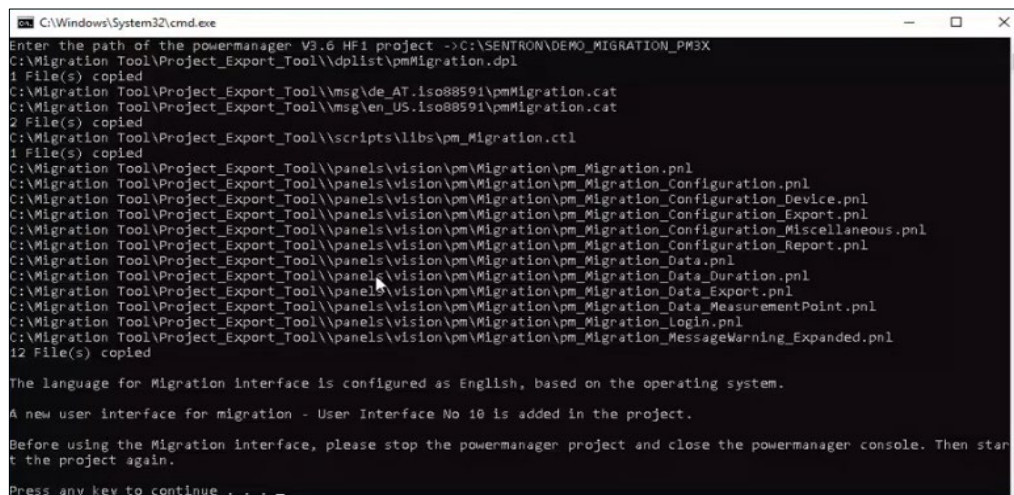 C:\Windows\System32\cmd.exe
Enter the path of the powermanager V3.6 HF1 project ->C:\SENTRON\DEMO_MIGRATION_PM3X
C:\Migration Tool\Project_Export_Tool\\dplist\pmMigration.dpl
1 File(s) copied
C:\Migration Tool\Project_Export_Tool\\msg\de_AT.iso88591\pmMigration.cat
C:\Migration Tool\Project_Export_Tool\\msg\en_US.iso88591\pmMigration.cat
2 File(s) copied
C:\Migration Tool\Project_Export_Tool\\scripts\libs\pm_Migration.ctl
1 File(s) copied
C:\Migration Tool\Project_Export_Tool\\panels\vision\pm\Migration\pm_Migration.pnl
C:\Migration Tool\Project_Export_Tool\\panels\vision\pm\Migration\pm_Migration_Configuration.pnl
C:\Migration Tool\Project_Export_Tool\\panels\vision\pm\Migration\pm_Migration_Configuration_Device.pnl
C:\Migration Tool\Project_Export_Tool\\panels\vision\pm\Migration\pm_Migration_Configuration_Export.pnl
C:\Migration Tool\Project_Export_Tool\\panels\vision\pm\Migration\pm_Migration_Configuration_Miscellaneous.pnl
C:\Migration Tool\Project_Export_Tool\\panels\vision\pm\Migration\pm_Migration_Configuration_Report.pnl
C:\Migration Tool\Project_Export_Tool\\panels\vision\pm\Migration\pm_Migration_Data.pnl
C:\Migration Tool\Project_Export_Tool\\panels\vision\pm\Migration\pm_Migration_Data_Duration.pnl
C:\Migration Tool\Project_Export_Tool\\panels\vision\pm\Migration\pm_Migration_Data_Export.pnl
C:\Migration Tool\Project_Export_Tool\\panels\vision\pm\Migration\pm_Migration_Data_MeasurementPoint.pnl
C:\Migration Tool\Project_Export_Tool\\panels\vision\pm\Migration\pm_Migration_Login.pnl
C:\Migration Tool\Project_Export_Tool\\panels\vision\pm\Migration\pm_Migration_MessageWarning_Expanded.pnl
12 File(s) copied
The language for Migration interface is configured as English, based on the operating system.
A new user interface for migration - User Interface No 10 is added in the project.
Before using the Migration interface, please stop the powermanager project and close the powermanager console. Then star
t the project again.
Press any key to continue . . .